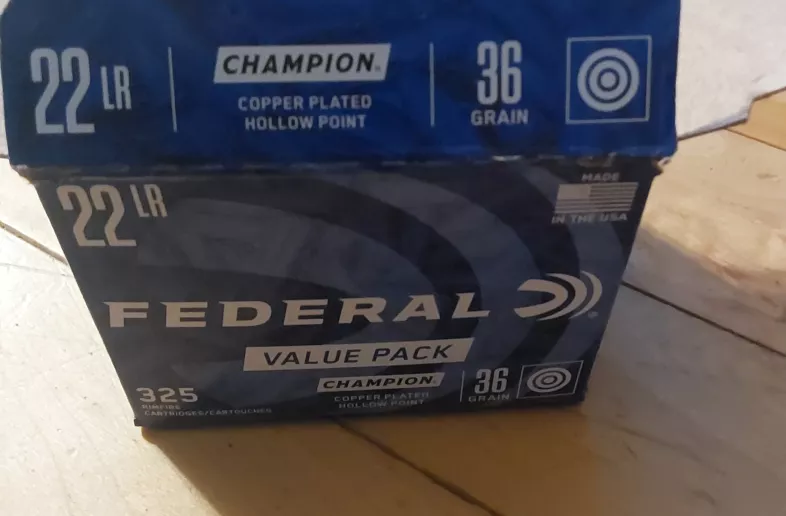 22 LR
CHAMPION®
COPPER PLATED
HOLLOW POINT
36
GRAIN
22 LR
MADE
IN THE USA
FEDERAL®
VALUE PACK
325
RIMFIRE
CARTRIDGES/CARTOUCHES
CHAMPION®
COPPER PLATED
HOLLOW POINT
36
GRAIN